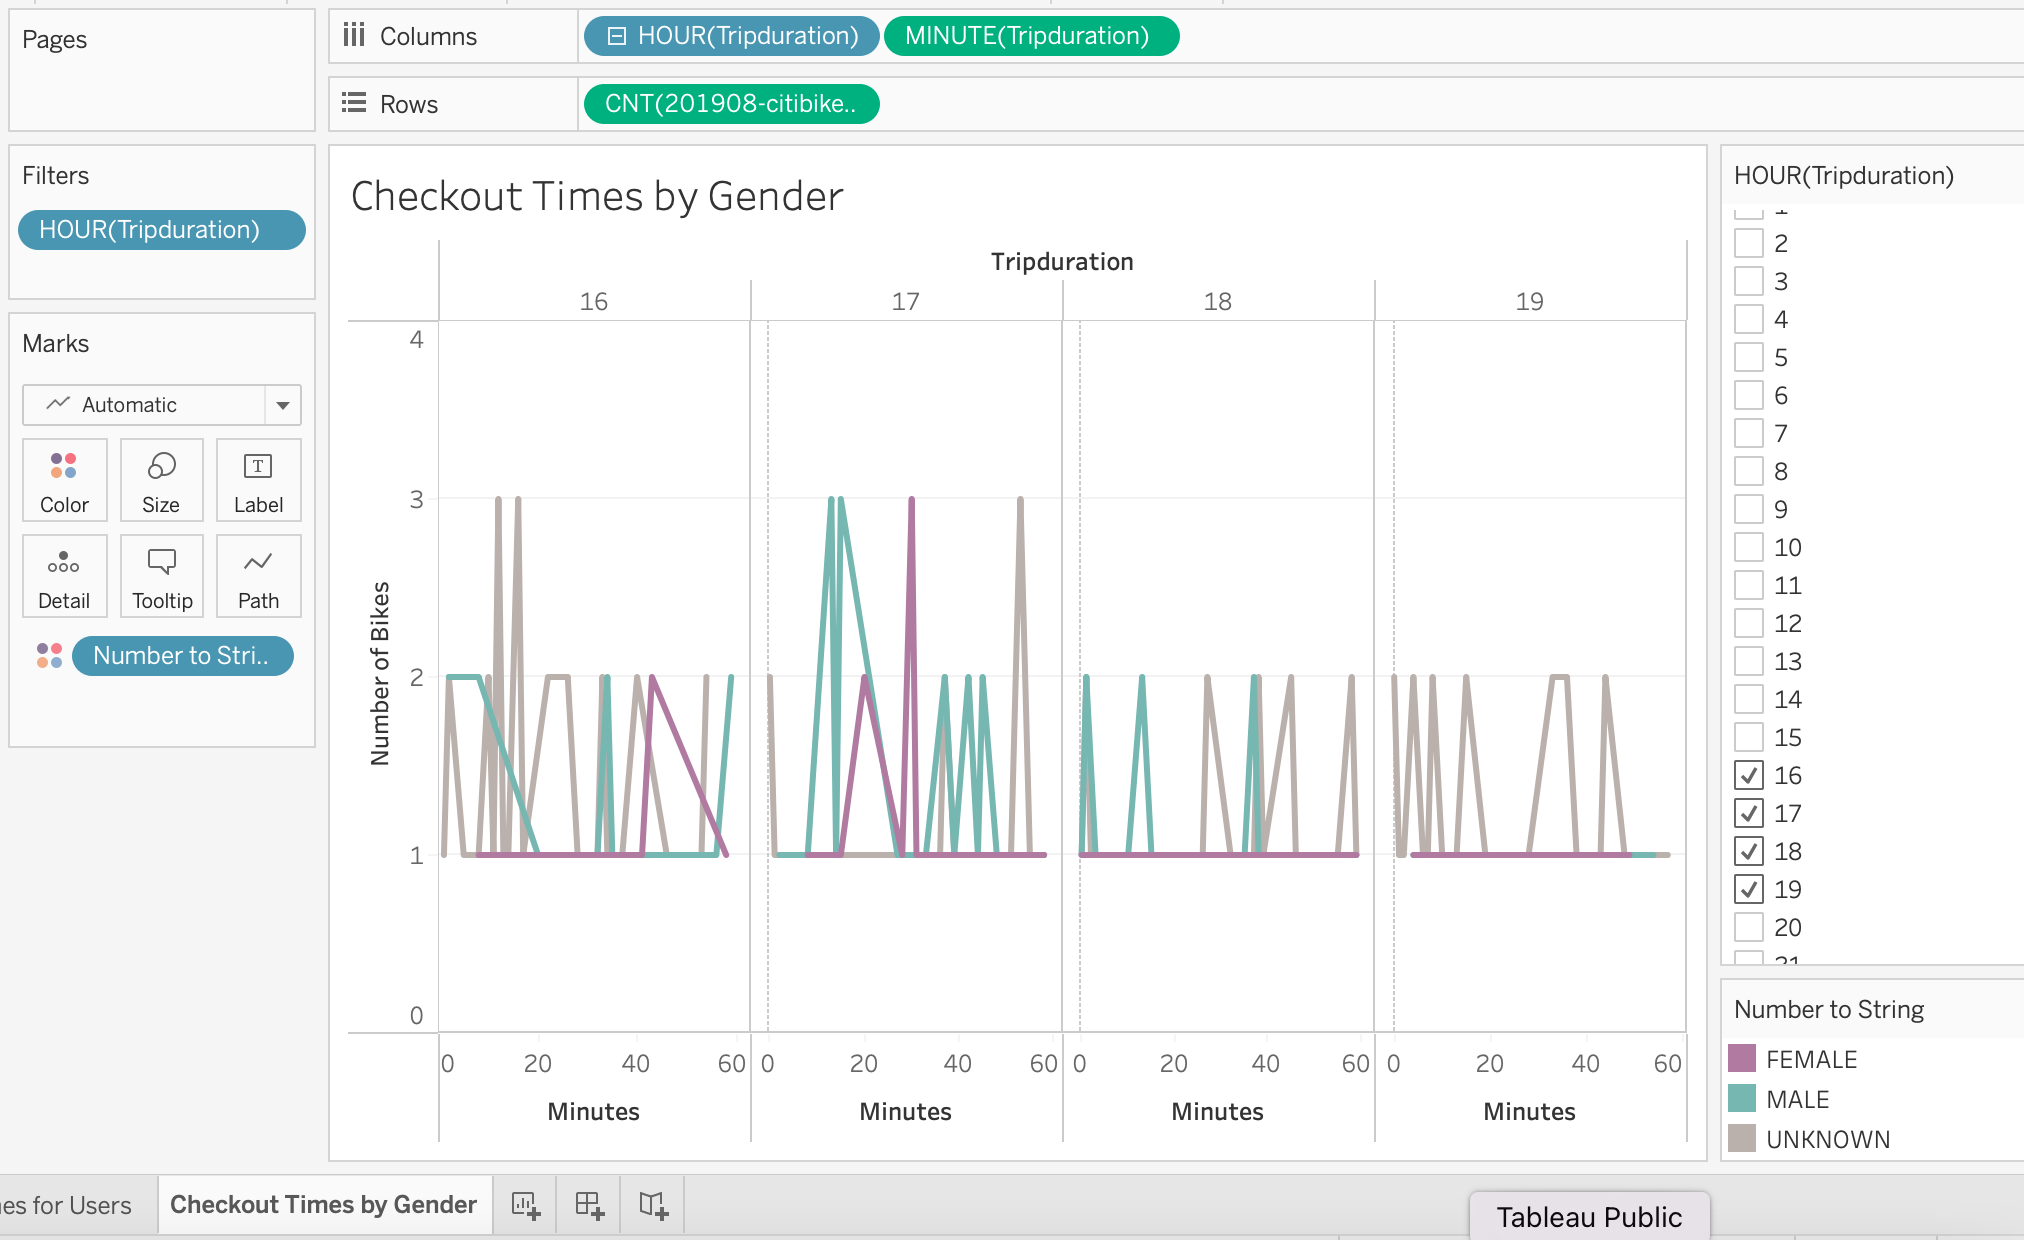 Pages
Columns
HOUR(Tripduration)
MINUTE(Tripduration)
Rows
CNT(201908-citibike..
Filters
HOUR(Tripduration)
Marks
Automatic
Color
Size
Label
Detail
Tooltip
Path
Number to Stri..
Checkout Times by Gender
Tripduration
16 17 18 19
4
3
2
1
0
Number of Bikes
0 20 40 60 0 20 40 60 0 20 40 60 0 20 40 60
Minutes Minutes Minutes Minutes
HOUR(Tripduration)
1
2
3
4
5
6
7
8
9
10
11
12
13
14
15
16
17
18
19
20
21
Number to String
FEMALE
MALE
UNKNOWN
es for Users
Checkout Times by Gender
Tableau Public